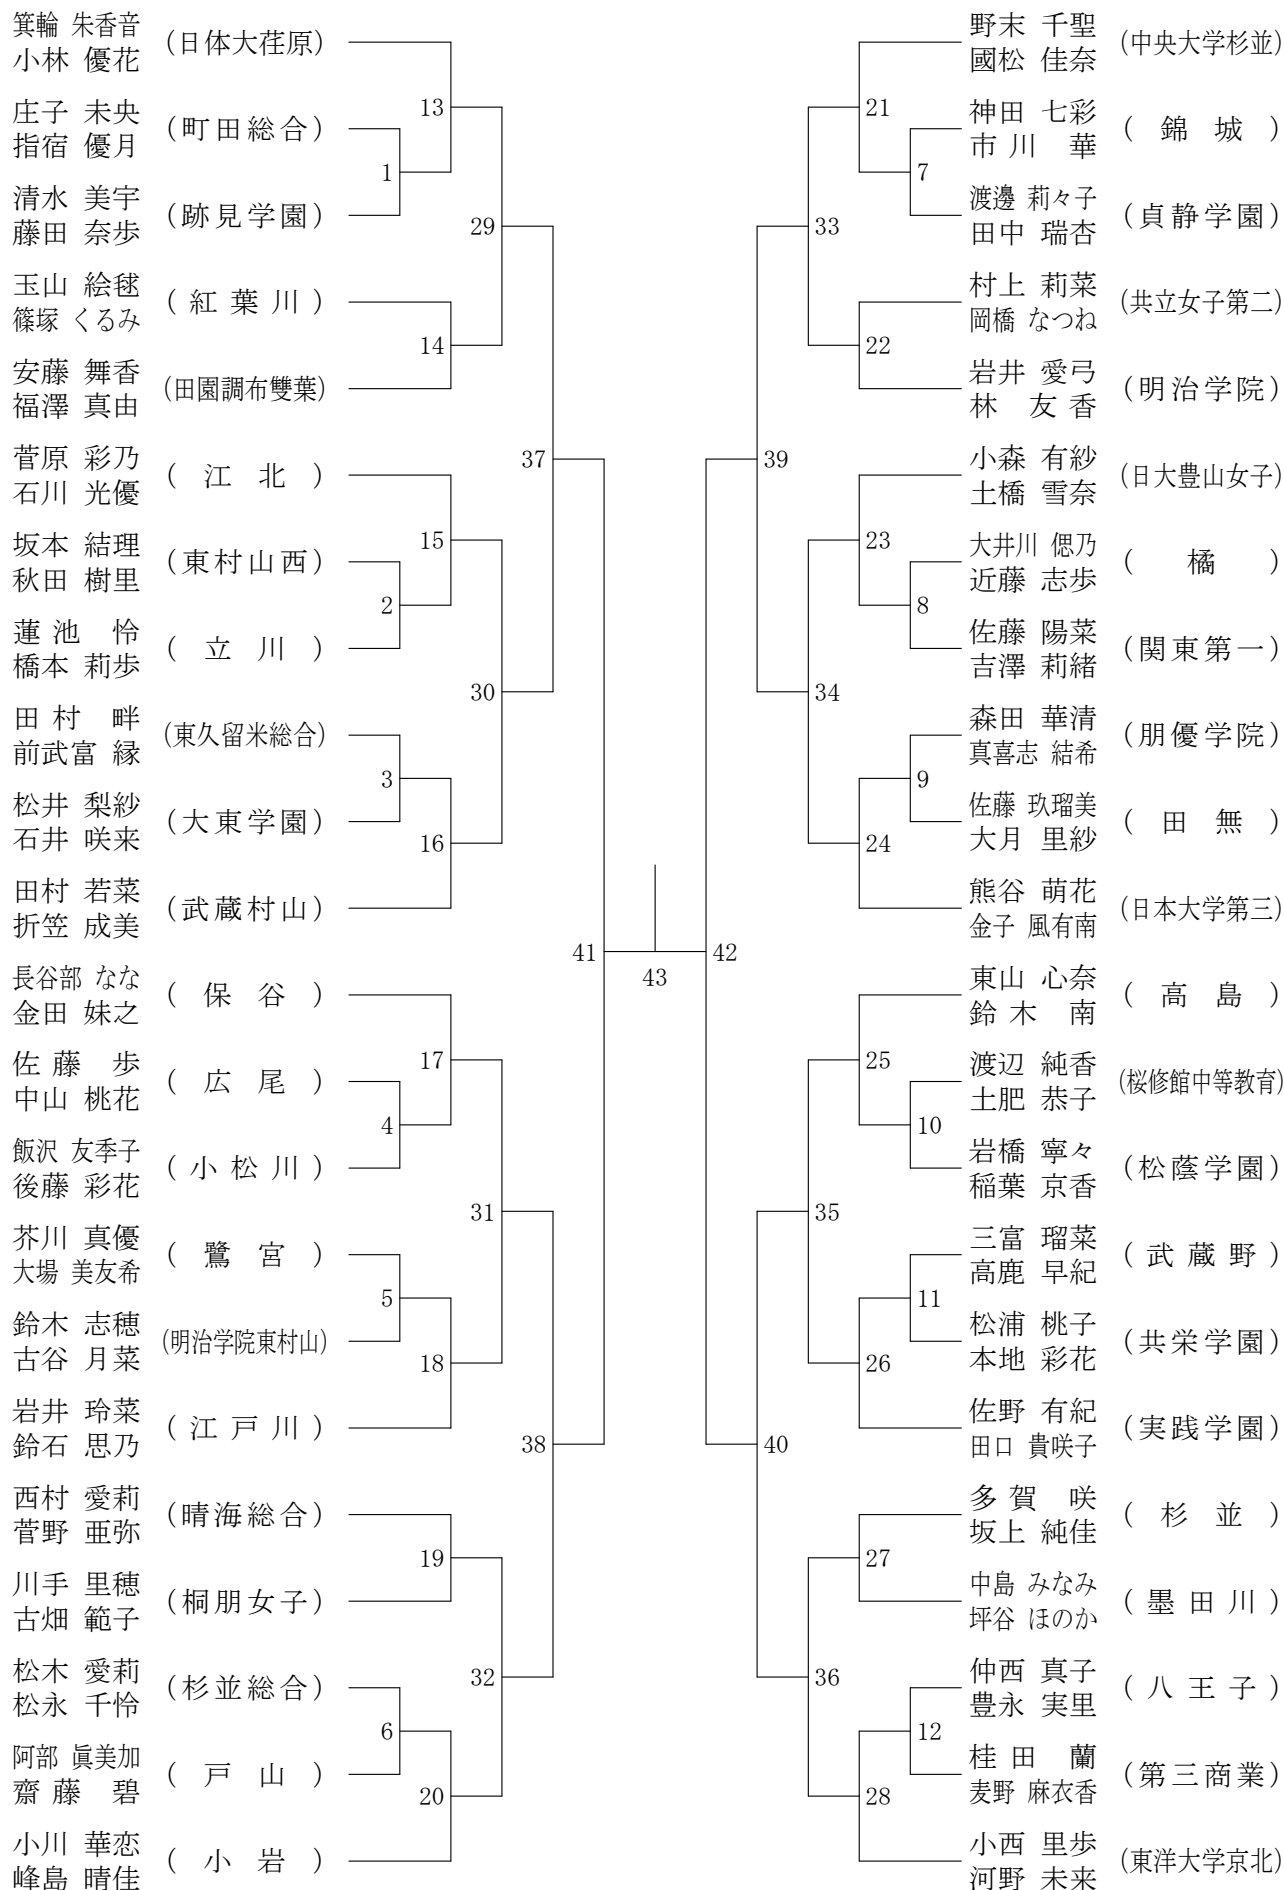 箕輪 朱香音
小林 優花
(日体大荏原)
庄子 未央
指宿 優月
(町田総合)
清水 美宇
藤田 奈歩
(跡見学園)
玉山 絵毬
篠塚 くるみ
(紅葉川)
安藤 舞香
福澤 真由
(田園調布雙葉)
菅原 彩乃
石川 光優
(江北)
坂本 結理
秋田 樹里
(東村山西)
蓮池 怜
橋本 莉歩
(立川)
田村 畔
前武富 縁
(東久留米総合)
松井 梨紗
石井 咲来
(大東学園)
田村 若菜
折笠 成美
(武蔵村山)
長谷部 なな
金田 妹之
(保谷)
佐藤 歩
中山 桃花
(広尾)
飯沢 友季子
後藤 彩花
(小松川)
芥川 真優
大場 美友希
(鷺宮)
鈴木 志穂
古谷 月菜
(明治学院東村山)
岩井 玲菜
鈴石 思乃
(江戸川)
西村 愛莉
菅野 亜弥
(晴海総合)
川手 里穂
古畑 範子
(桐朋女子)
松木 愛莉
松永 千怜
(杉並総合)
阿部 眞美加
齋藤 碧
(戸山)
小川 華恋
峰島 晴佳
(小岩)
1
2
3
4
5
6
13
14
15
16
17
18
19
20
29
30
31
32
37
38
41
43
42
39
40
33
34
35
36
21
22
23
24
25
26
27
28
7
8
9
10
11
12
野末 千聖
國松 佳奈
(中央大学杉並)
神田 七彩
市川 華
(錦城)
渡邊 莉々子
田中 瑞杏
(貞静学園)
村上 莉菜
岡橋 なつね
(共立女子第二)
岩井 愛弓
林 友香
(明治学院)
小森 有紗
土橋 雪奈
(日大豊山女子)
大井川 偲乃
近藤 志歩
(橘)
佐藤 陽菜
吉澤 莉緒
(関東第一)
森田 華清
真喜志 結希
(朋優学院)
佐藤 玖瑠美
大月 里紗
(田無)
熊谷 萌花
金子 風有南
(日本大学第三)
東山 心奈
鈴木 南
(高島)
渡辺 純香
土肥 恭子
(桜修館中等教育)
岩橋 寧々
稲葉 京香
(松蔭学園)
三富 瑠菜
高鹿 早紀
(武蔵野)
松浦 桃子
本地 彩花
(共栄学園)
佐野 有紀
田口 貴咲子
(実践学園)
多賀 咲
坂上 純佳
(杉並)
中島 みなみ
坪谷 ほのか
(墨田川)
仲西 真子
豊永 実里
(八王子)
桂田 蘭
麦野 麻衣香
(第三商業)
小西 里歩
河野 未来
(東洋大学京北)